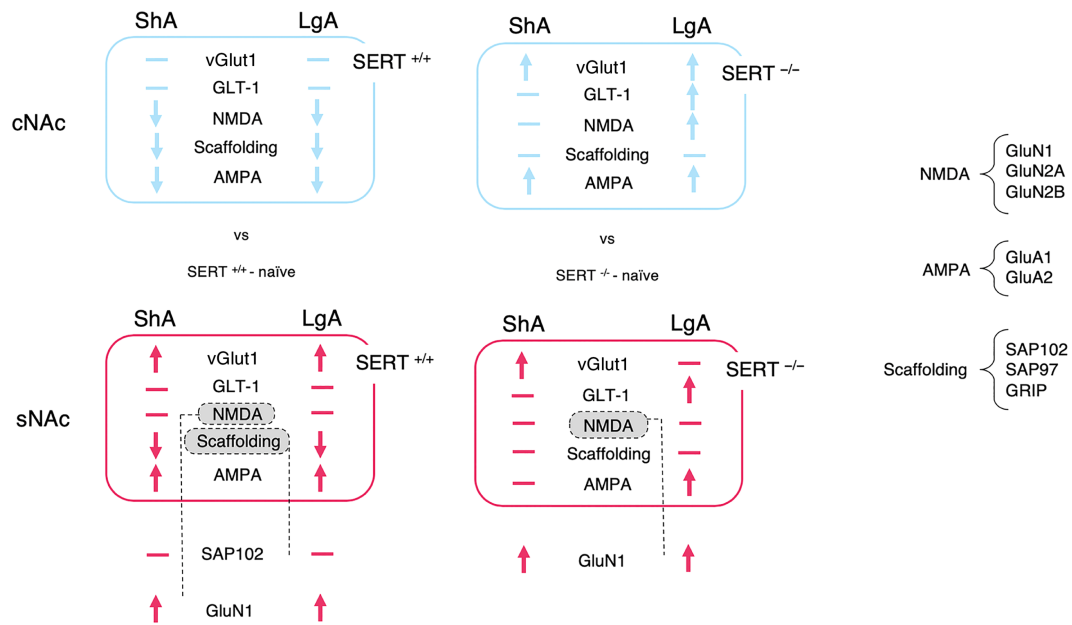 ShA LgA
vGlut1
SERT +/+
GLT-1
NMDA
Scaffolding
AMPA
cNAc
ShA LgA
vGlut1
SERT –/–
GLT-1
NMDA
Scaffolding
AMPA
vs
SERT +/+ - naïve
vs
SERT -/- - naïve
ShA LgA
vGlut1
SERT +/+
GLT-1
NMDA
Scaffolding
AMPA
sNAc
SAP102
GluN1
ShA LgA
vGlut1
SERT –/–
GLT-1
NMDA
Scaffolding
AMPA
GluN1
NMDA
GluN1
GluN2A
GluN2B
AMPA
GluA1
GluA2
Scaffolding
SAP102
SAP97
GRIP